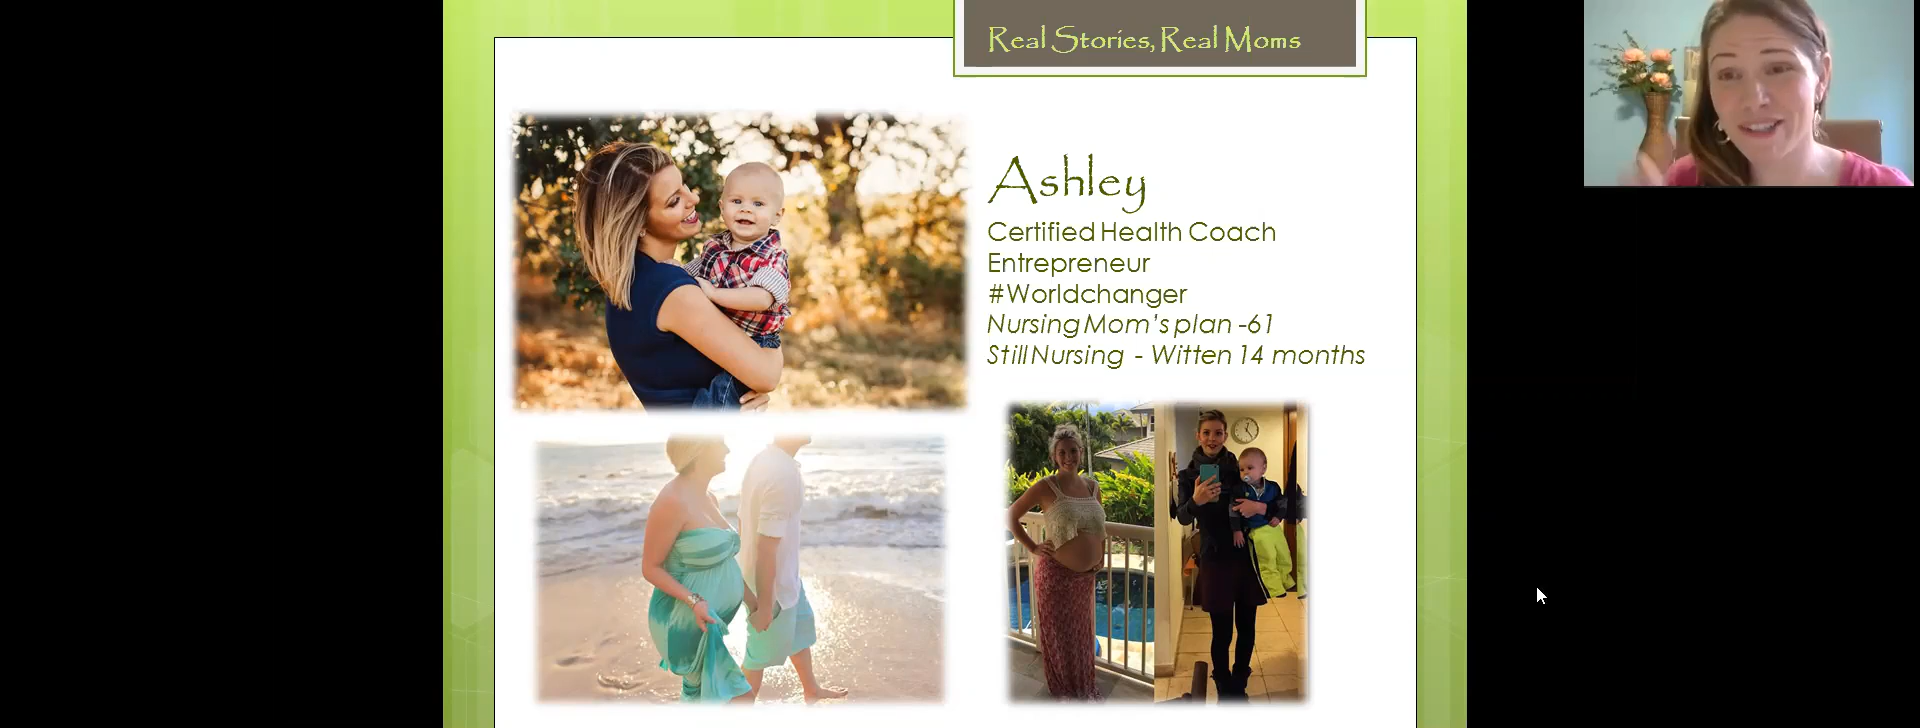 Real Stories, Real Moms
Ashley
Certified Health Coach
Entrepreneur
#Worldchanger
Nursing Mom's plan -61
Still Nursing - Witten 14 months